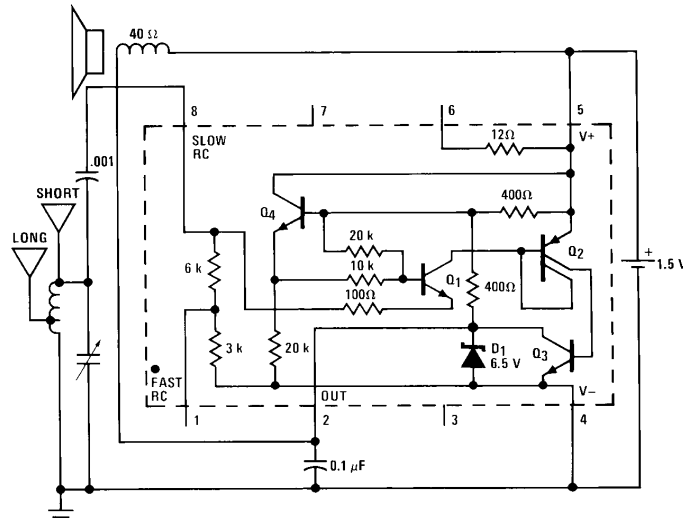 40 Ω
8
7
6
5
SLOW
RC
12Ω
V+
.001
SHORT
LONG
Q4
400Ω
Q2
20 k
6 k
10 k
Q1
400Ω
100Ω
+
1.5 V
3 k
20 k
D1
6.5 V
Q3
FAST
RC
OUT
V−
1
2
3
4
0.1 μF